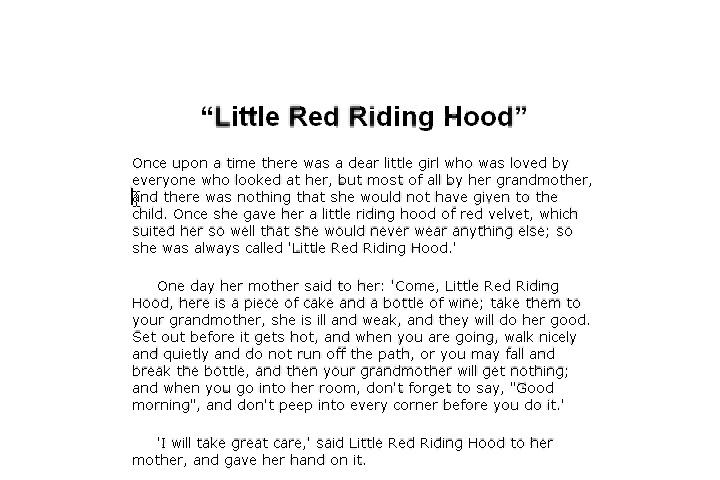 “Little Red Riding Hood”
Once upon a time there was a dear little girl who was loved by
everyone who looked at her, but most of all by her grandmother,
and there was nothing that she would not have given to the
child. Once she gave her a little riding hood of red velvet, which
suited her so well that she would never wear anything else; so
she was always called 'Little Red Riding Hood.'
One day her mother said to her: 'Come, Little Red Riding
Hood, here is a piece of cake and a bottle of wine; take them to
your grandmother, she is ill and weak, and they will do her good.
Set out before it gets hot, and when you are going, walk nicely
and quietly and do not run off the path, or you may fall and
break the bottle, and then your grandmother will get nothing;
and when you go into her room, don't forget to say, "Good
morning", and don't peep into every corner before you do it.'
'I will take great care,' said Little Red Riding Hood to her
mother, and gave her hand on it.